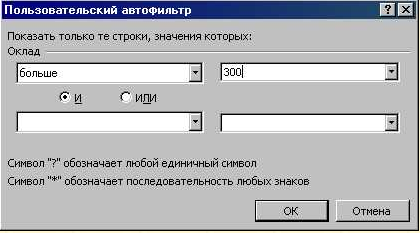 Пользовательский автофильтр
Показать только те строки, значения которых:
Оклад
больше 300
И ИЛИ
Символ "?" обозначает любой единичный символ
Символ "*" обозначает последовательность любых знаков
ОК Отмена